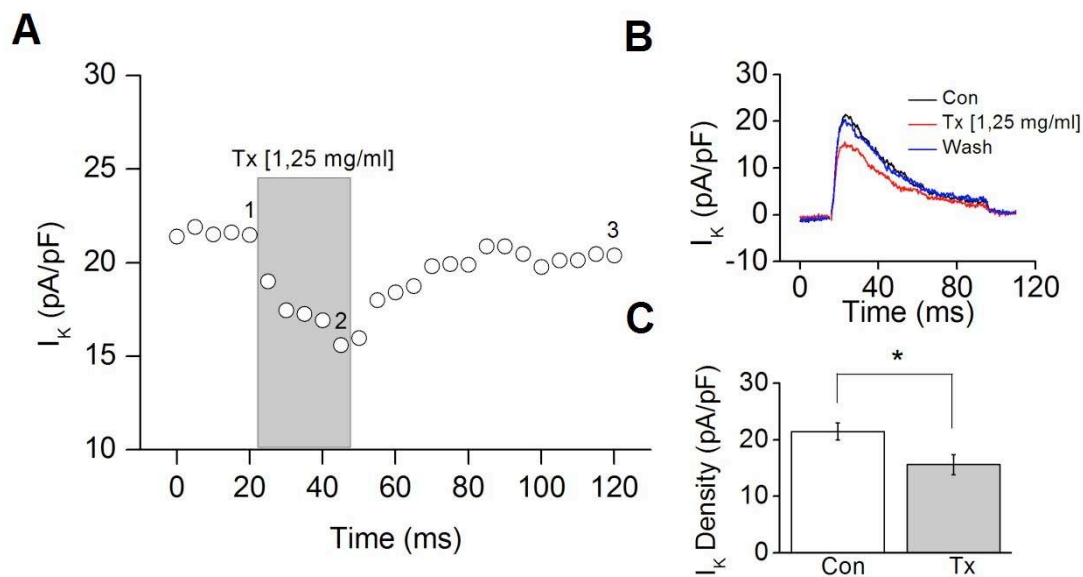 A
30
25
20
15
10
I_K (pA/pF)
Tx [1,25 mg/ml]
1
2
3
0 20 40 60 80 100 120
Time (ms)
B
30
20
10
0
-10
I_K (pA/pF)
Con
Tx [1,25 mg/ml]
Wash
0 40 80 120
Time (ms)
C
30
20
10
0
I_K Density (pA/pF)
*
Con Tx